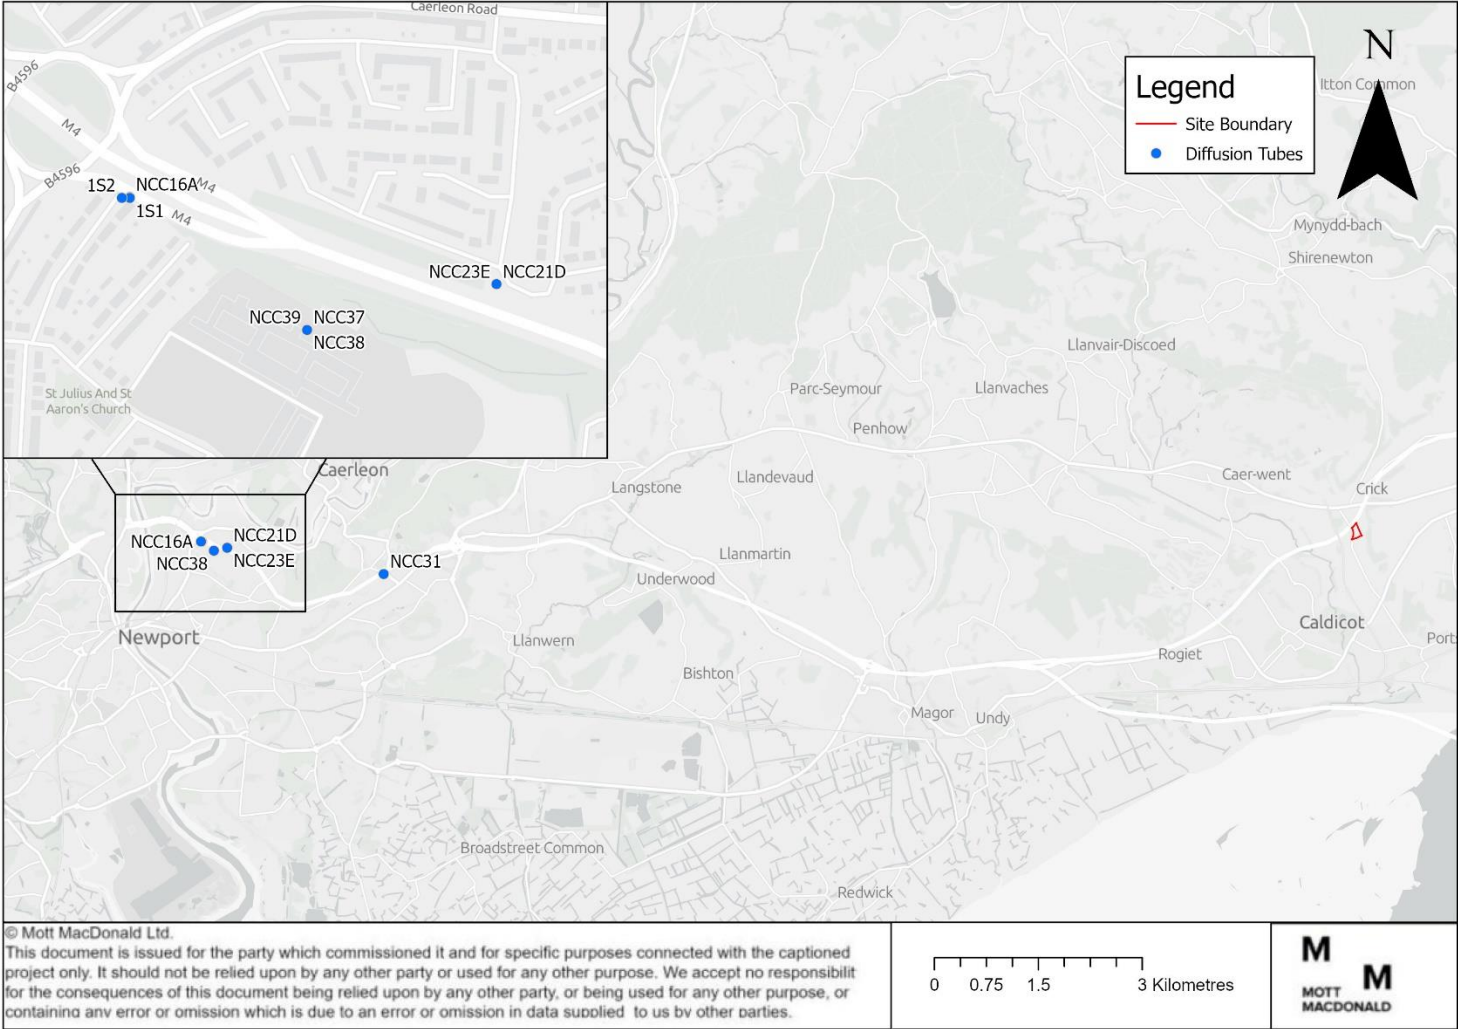 Caerleon Road
B4596
M4
B4596
1S2
NCC16A
M4
1S1
M4
NCC23E
NCC21D
NCC39
NCC37
NCC38
St Julius And St
Aaron's Church
N
Legend
Site Boundary
Diffusion Tubes
Itton Common
Mynydd-bach
Shirenewton
Llanvair-Discoed
Parc-Seymour
Llanvaches
Penhow
Caerleon
Langstone
Llandevaud
Caer-went
Crick
NCC16A
NCC21D
NCC38
NCC23E
NCC31
Llanmartin
Underwood
Newport
Llanwern
Bishton
Caldicot
Rogiet
Ports
Magor
Undy
Broadstreet Common
Redwick
© Mott MacDonald Ltd.
This document is issued for the party which commissioned it and for specific purposes connected with the captioned
project only. It should not be relied upon by any other party or used for any other purpose. We accept no responsibilit
for the consequences of this document being relied upon by any other party, or being used for any other purpose, or
containing any error or omission which is due to an error or omission in data supplied to us by other parties.
0 0.75 1.5 3 Kilometres
M
M
MOTT
MACDONALD